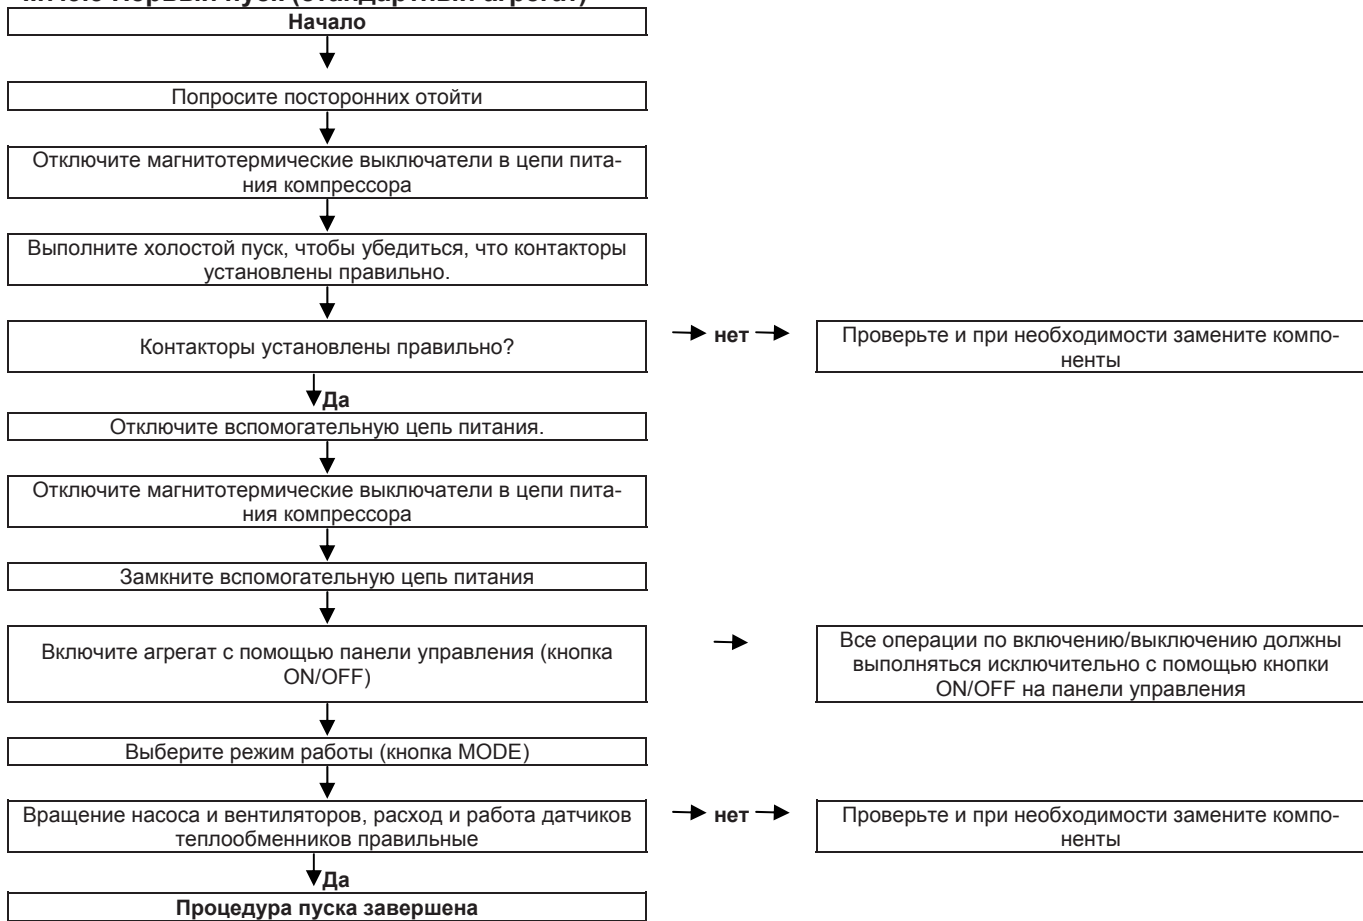 Первый пуск (стандартный агрегат)
Начало
Попросите посторонних отойти
Отключите магнитотермические выключатели в цепи пита-
ния компрессора
Выполните холостой пуск, чтобы убедиться, что контакторы
установлены правильно.
Контакторы установлены правильно?
нет
Проверьте и при необходимости замените компо-
ненты
Да
Отключите вспомогательную цепь питания.
Отключите магнитотермические выключатели в цепи пита-
ния компрессора
Замкните вспомогательную цепь питания
Включите агрегат с помощью панели управления (кнопка
ON/OFF)
Все операции по включению/выключению должны
выполняться исключительно с помощью кнопки
ON/OFF на панели управления
Выберите режим работы (кнопка MODE)
Вращение насоса и вентиляторов, расход и работа датчиков
теплообменников правильные
нет
Проверьте и при необходимости замените компо-
ненты
Да
Процедура пуска завершена